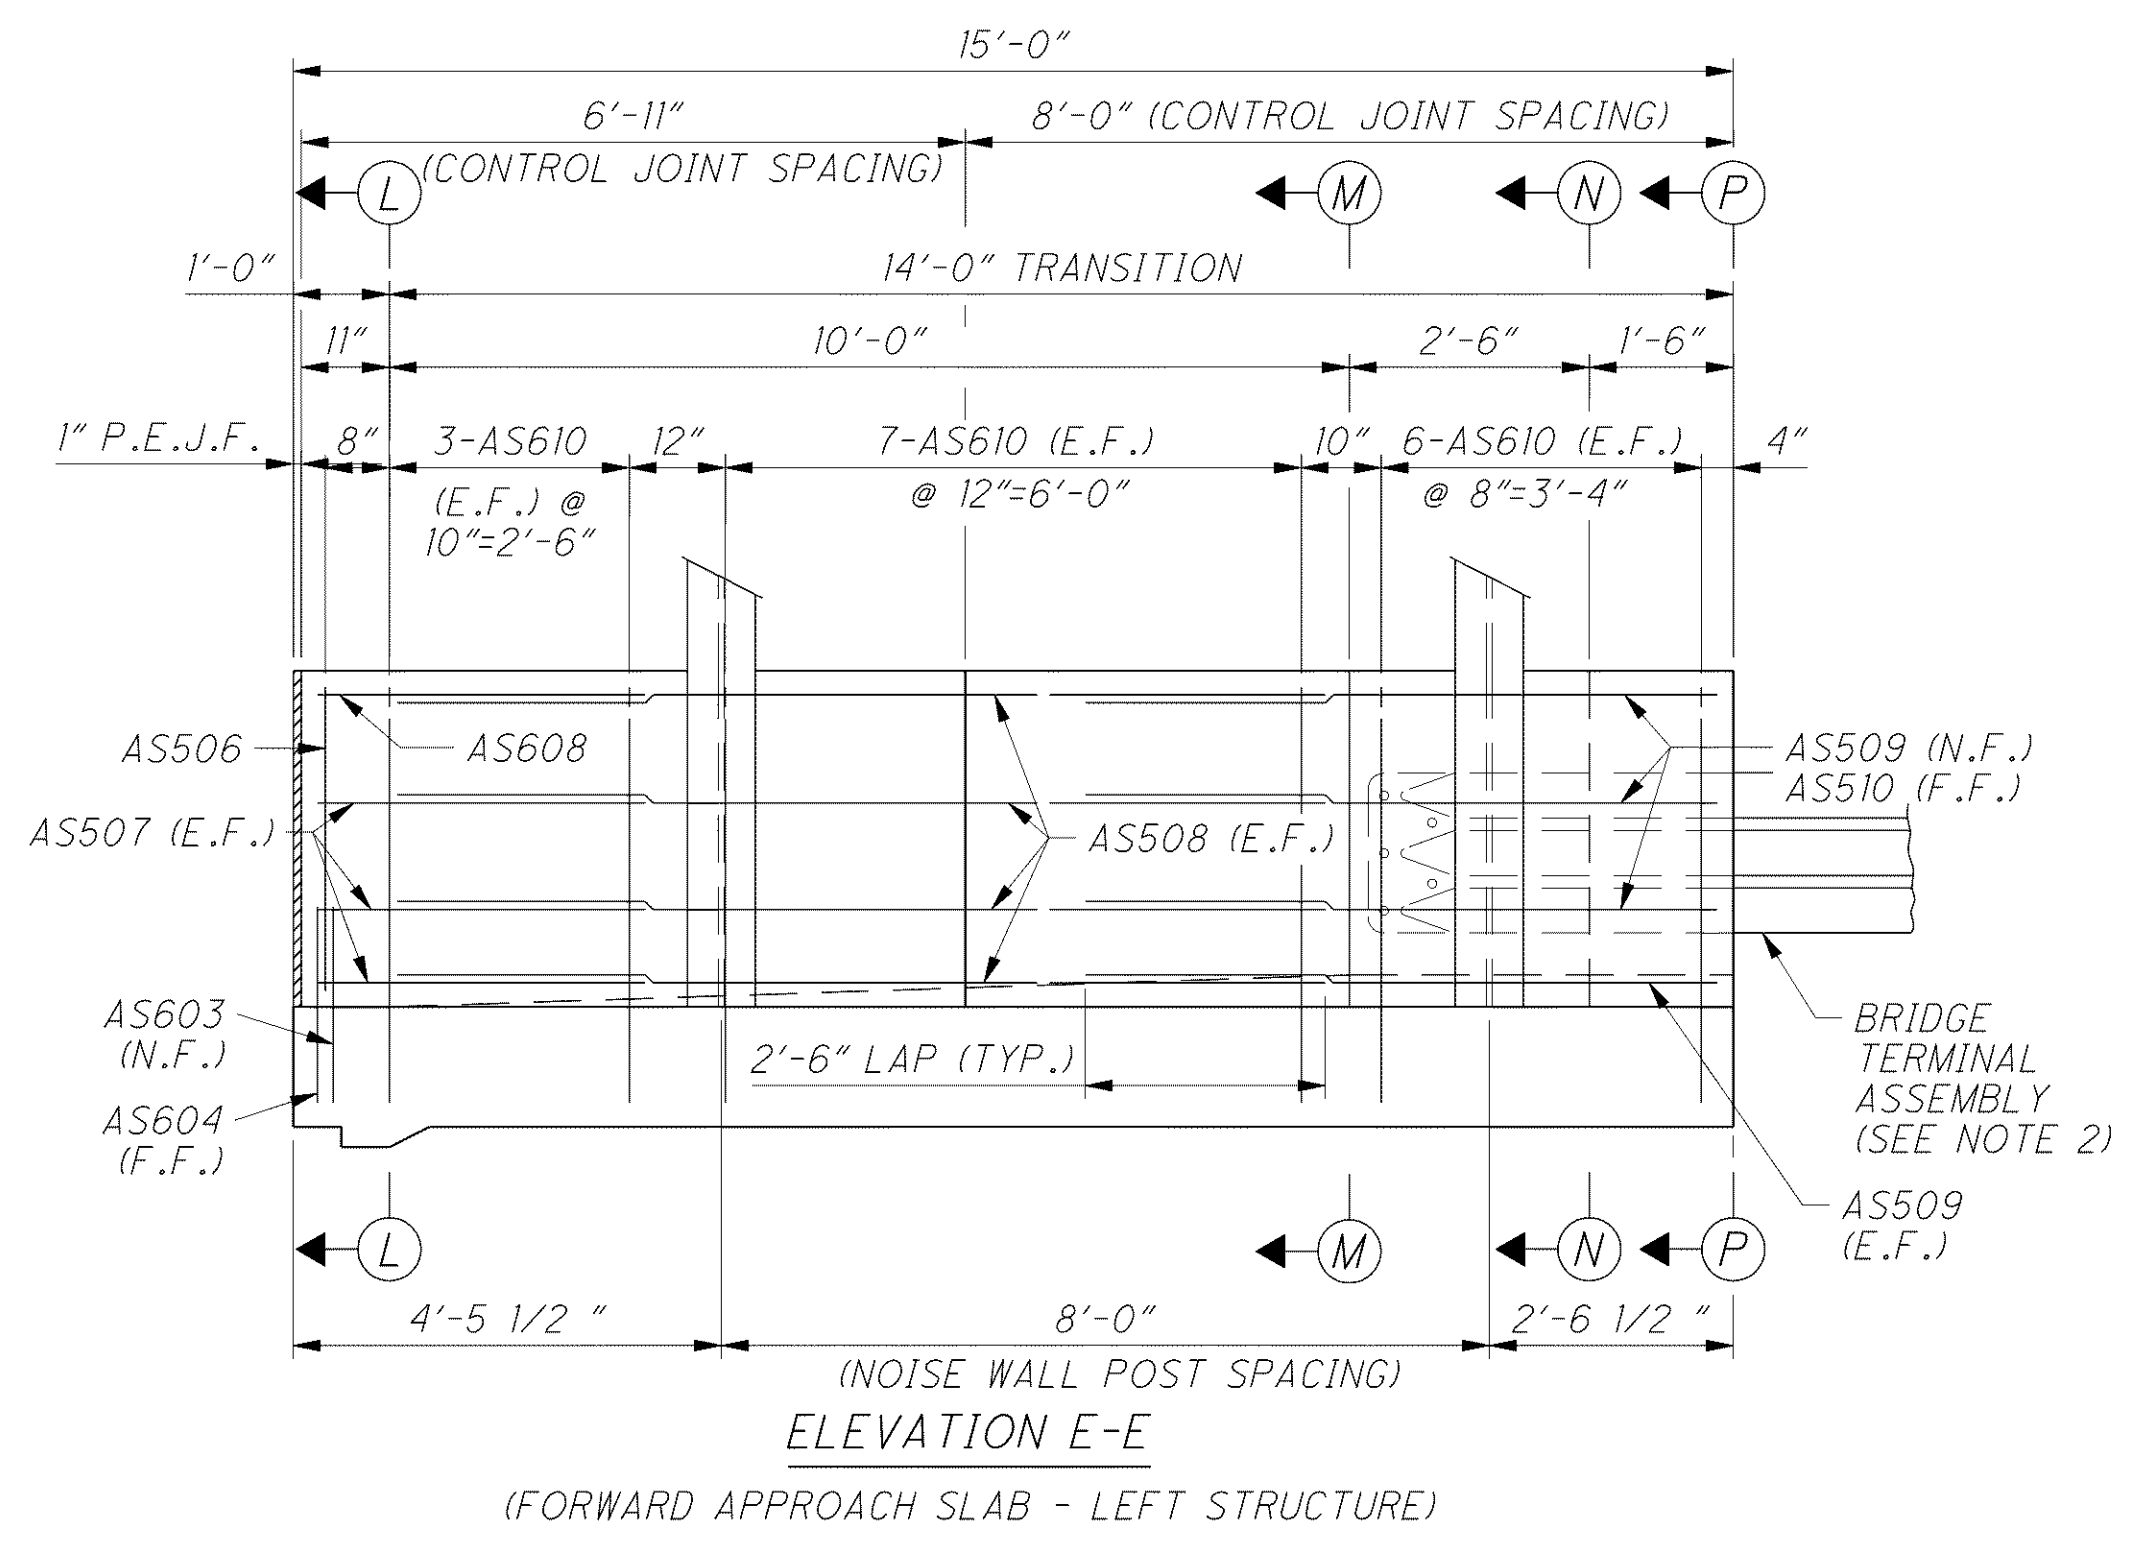 15'-0"
6'-11"
8'-0" (CONTROL JOINT SPACING)
(CONTROL JOINT SPACING)
L
M
N
P
1'-0"
14'-0" TRANSITION
11"
10'-0"
2'-6"
1'-6"
1" P.E.J.F.
8"
3-AS610
(E.F.) @
10"=2'-6"
12"
7-AS610 (E.F.)
@ 12"=6'-0"
10"
6-AS610 (E.F.)
@ 8"=3'-4"
4"
AS506
AS608
AS507 (E.F.)
AS508 (E.F.)
AS509 (N.F.)
AS510 (F.F.)
AS603
(N.F.)
AS604
(F.F.)
2'-6" LAP (TYP.)
BRIDGE
TERMINAL
ASSEMBLY
(SEE NOTE 2)
AS509
(E.F.)
L
M
N
P
4'-5 1/2 "
8'-0"
2'-6 1/2 "
(NOISE WALL POST SPACING)
ELEVATION E-E
(FORWARD APPROACH SLAB - LEFT STRUCTURE)